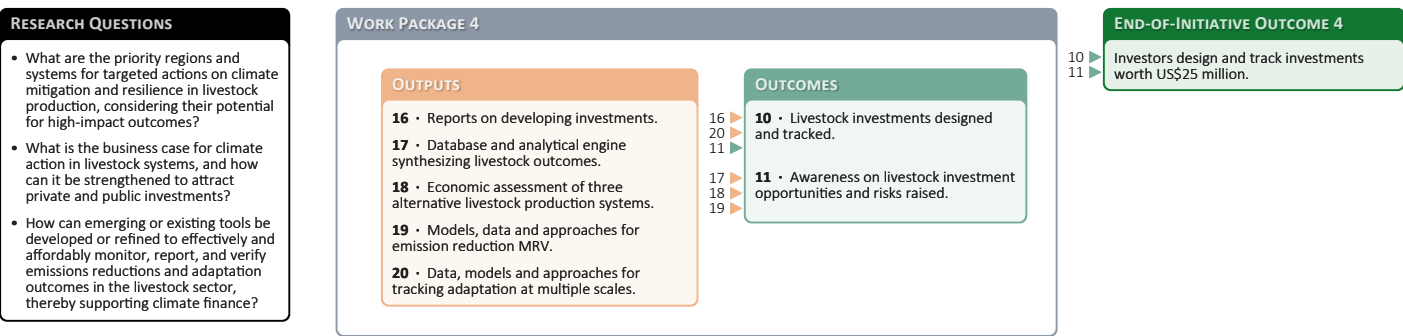 RESEARCH QUESTIONS
• What are the priority regions and
systems for targeted actions on climate
mitigation and resilience in livestock
production, considering their potential
for high-impact outcomes?
• What is the business case for climate
action in livestock systems, and how
can it be strengthened to attract
private and public investments?
• How can emerging or existing tools be
developed or refined to effectively and
affordably monitor, report, and verify
emissions reductions and adaptation
outcomes in the livestock sector,
thereby supporting climate finance?
WORK PACKAGE 4
OUTPUTS
16 · Reports on developing investments.
17 · Database and analytical engine
synthesizing livestock outcomes.
18 · Economic assessment of three
alternative livestock production systems.
19 · Models, data and approaches for
emission reduction MRV.
20 · Data, models and approaches for
tracking adaptation at multiple scales.
16
20
11
17
18
19
OUTCOMES
10 · Livestock investments designed
and tracked.
11 · Awareness on livestock investment
opportunities and risks raised.
10
11
END-OF-INITIATIVE OUTCOME 4
Investors design and track investments
worth US$25 million.